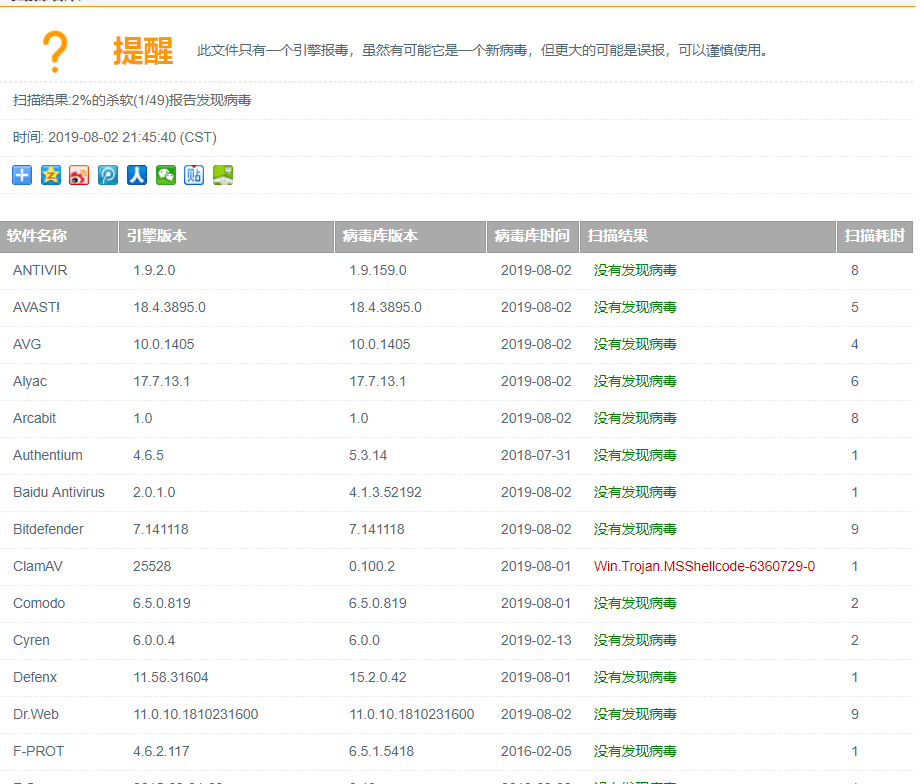 提醒 此文件只有一个引擎报毒，虽然有可能它是一个新病毒，但更大的可能是误报，可以谨慎使用。
扫描结果:2%的杀软(1/49)报告发现病毒
时间: 2019-08-02 21:45:40 (CST)
贴
软件名称 引擎版本 病毒库版本 病毒库时间 扫描结果 扫描耗时
ANTIVIR 1.9.2.0 1.9.159.0 2019-08-02 没有发现病毒 8
AVAST! 18.4.3895.0 18.4.3895.0 2019-08-02 没有发现病毒 5
AVG 10.0.1405 10.0.1405 2019-08-02 没有发现病毒 4
Alyac 17.7.13.1 17.7.13.1 2019-08-02 没有发现病毒 6
Arcabit 1.0 1.0 2019-08-02 没有发现病毒 8
Authentium 4.6.5 5.3.14 2018-07-31 没有发现病毒 1
Baidu Antivirus 2.0.1.0 4.1.3.52192 2019-08-02 没有发现病毒 1
Bitdefender 7.141118 7.141118 2019-08-02 没有发现病毒 9
ClamAV 25528 0.100.2 2019-08-01 Win.Trojan.MSShellcode-6360729-0 1
Comodo 6.5.0.819 6.5.0.819 2019-08-01 没有发现病毒 2
Cyren 6.0.0.4 6.0.0 2019-02-13 没有发现病毒 2
Defenx 11.58.31604 15.2.0.42 2019-08-01 没有发现病毒 1
Dr.Web 11.0.10.1810231600 11.0.10.1810231600 2019-08-02 没有发现病毒 9
F-PROT 4.6.2.117 6.5.1.5418 2016-02-05 没有发现病毒 1